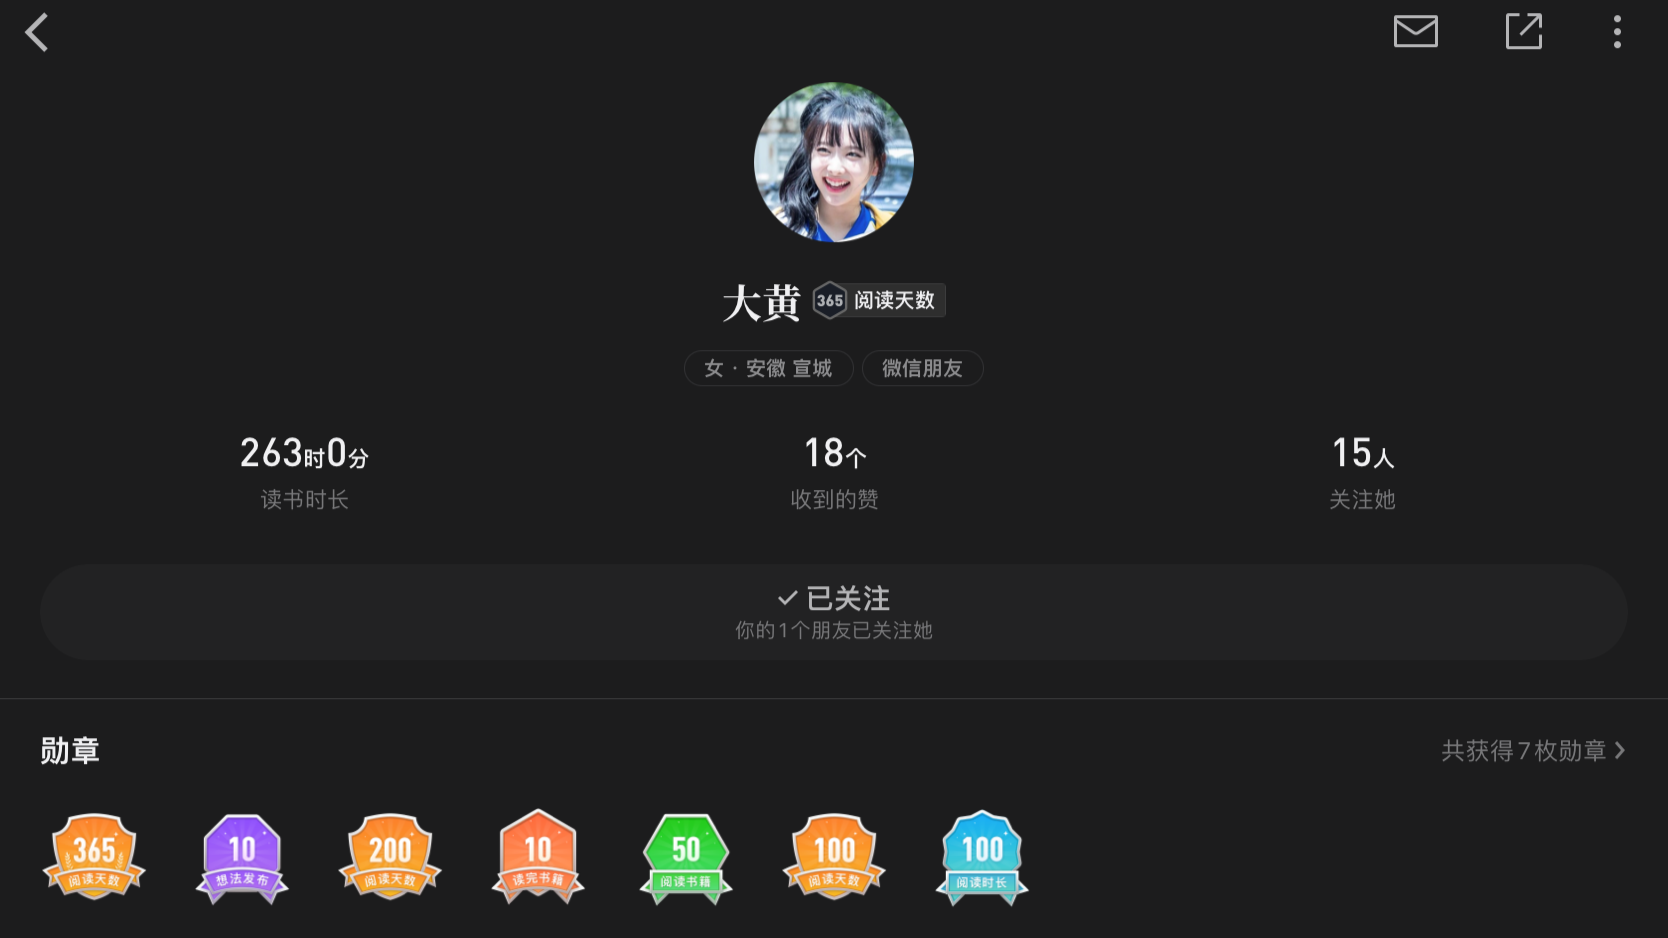 大黄 365 阅读天数
女 · 安徽 宣城 微信朋友
263时0分 18个 15人
读书时长 收到的赞 关注她
已关注
你的1个朋友已关注她
勋章 共获得7枚勋章
365 10 200 10 50 100 100
阅读天数 想法发布 阅读天数 读完书籍 阅读书籍 阅读天数 阅读时长